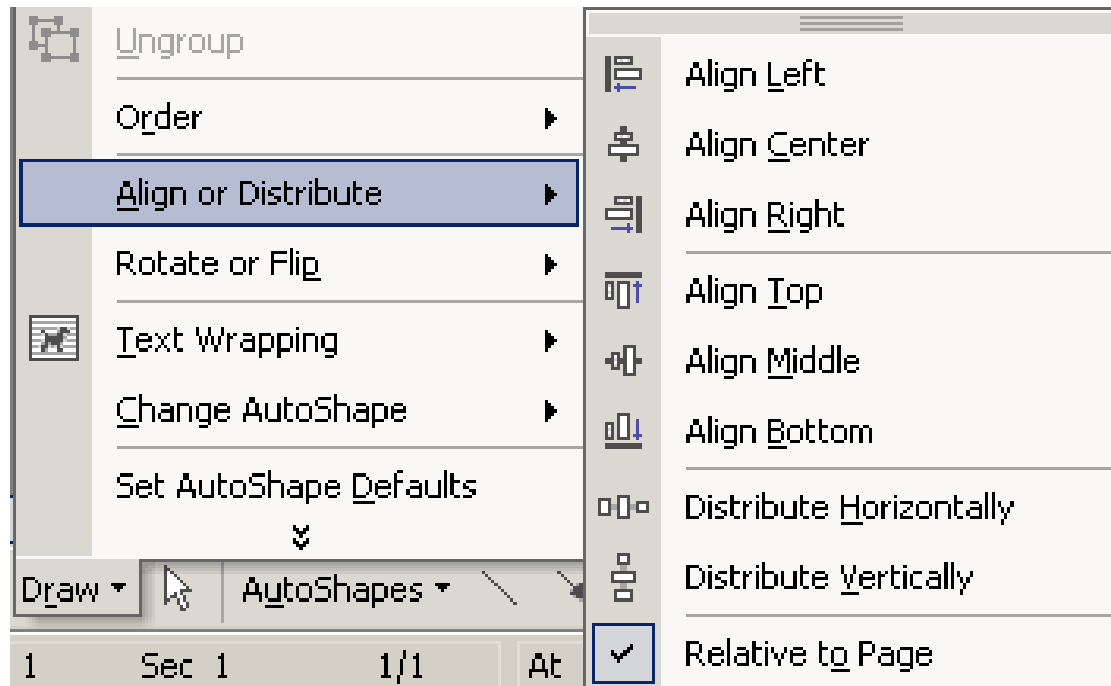 Ungroup
Order
Align or Distribute
Rotate or Flip
Text Wrapping
Change AutoShape
Set AutoShape Defaults
Draw
AutoShapes
1 Sec 1 1/1 At
Align Left
Align Center
Align Right
Align Top
Align Middle
Align Bottom
Distribute Horizontally
Distribute Vertically
Relative to Page